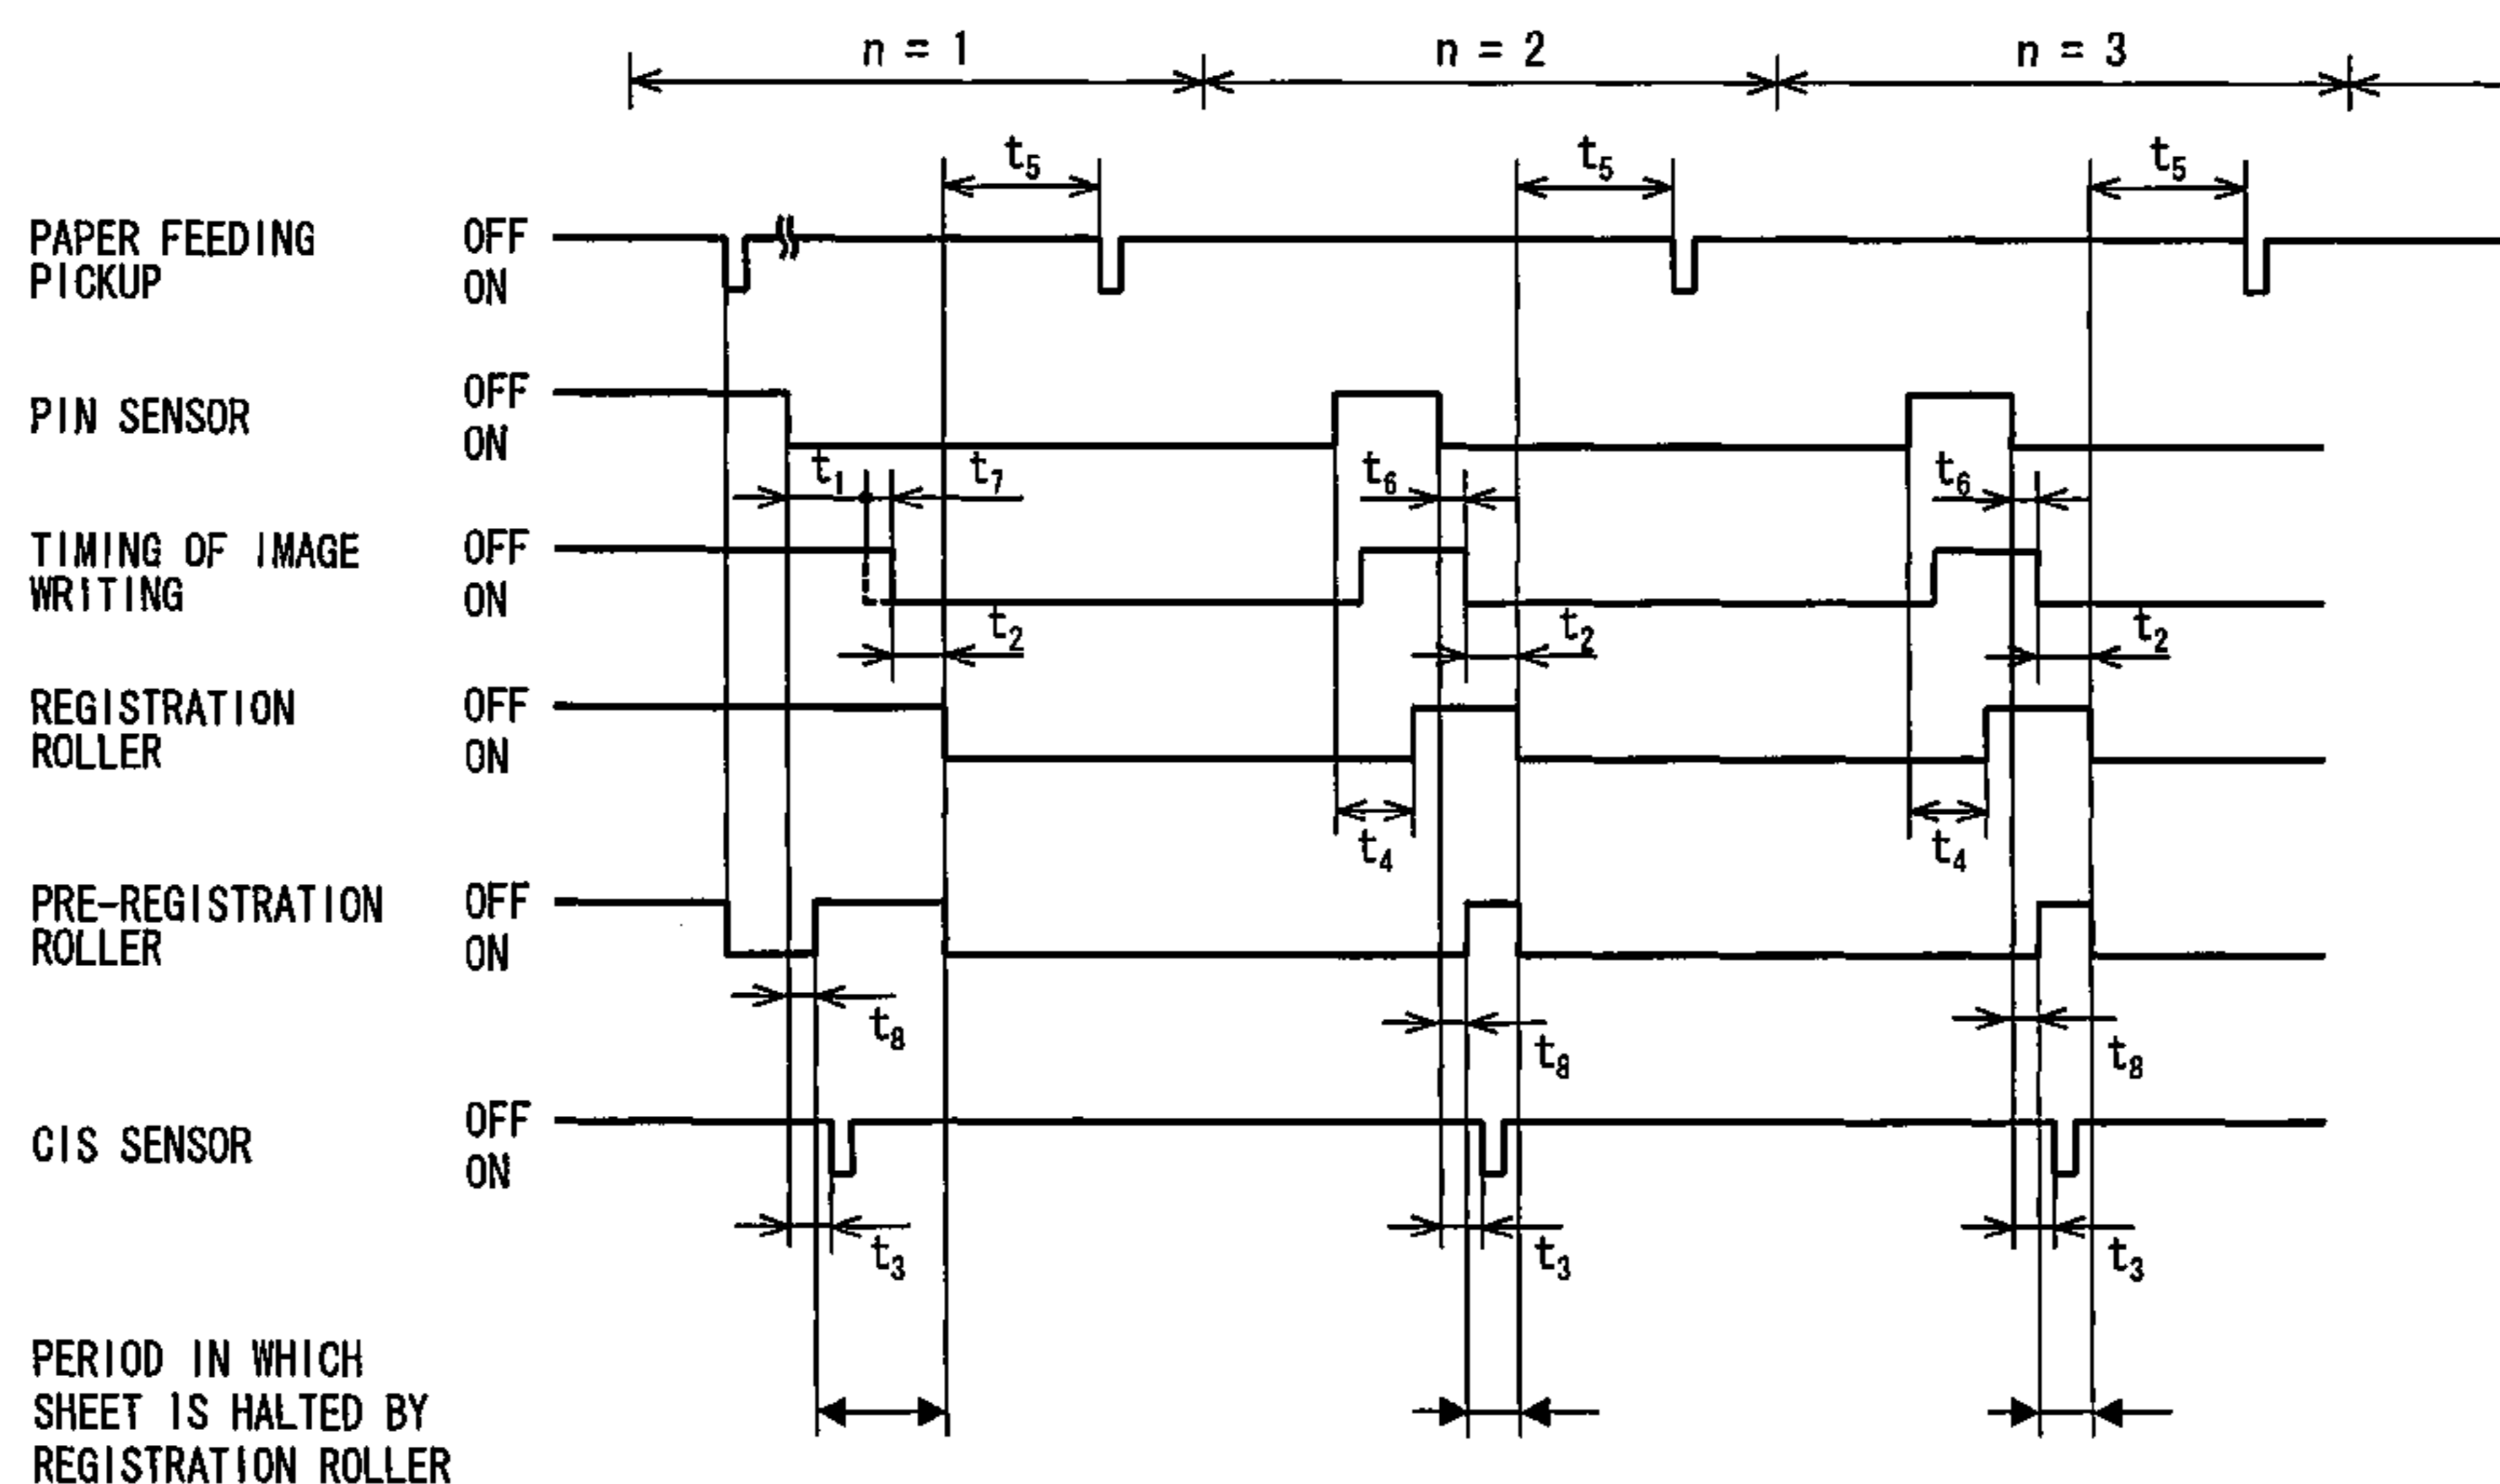 n = 1 n = 2 n = 3
t5 t5 t5
PAPER FEEDING OFF
PICKUP ON
OFF
PIN SENSOR
ON
t1 t7 t6 t6
TIMING OF IMAGE OFF
WRITING ON
t2 t2 t2
REGISTRATION OFF
ROLLER ON
t4 t4
PRE-REGISTRATION OFF
ROLLER ON
t8 t8 t8
OFF
CIS SENSOR
ON
t3 t3 t3
PERIOD IN WHICH
SHEET IS HALTED BY
REGISTRATION ROLLER